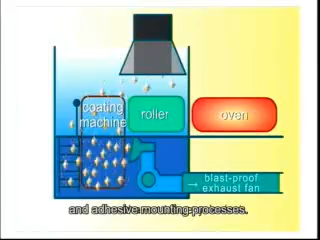 coating
machine
roller
oven
→ blast-proof
exhaust fan
and adhesive mounting processes.